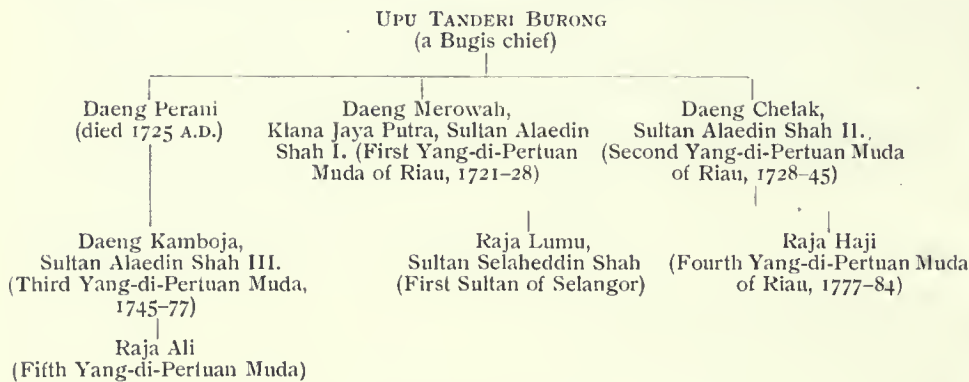 UPU TANDERI BURONG
(a Bugis chief)
Daeng Perani
(died 1725 A.D.)
Daeng Merowah,
Klana Jaya Putra, Sultan Alaedin
Shah I. (First Yang-di-Pertuan
Muda of Riau, 1721–28)
Daeng Chelak,
Sultan Alaedin Shah II.
(Second Yang-di-Pertuan Muda
of Riau, 1728–45)
Daeng Kamboja,
Sultan Alaedin Shah III.
(Third Yang-di-Pertuan Muda,
1745–77)
Raja Lumu,
Sultan Selaheddin Shah
(First Sultan of Selangor)
Raja Haji
(Fourth Yang-di-Pertuan Muda
of Riau, 1777–84)
Raja Ali
(Fifth Yang-di-Pertuan Muda)